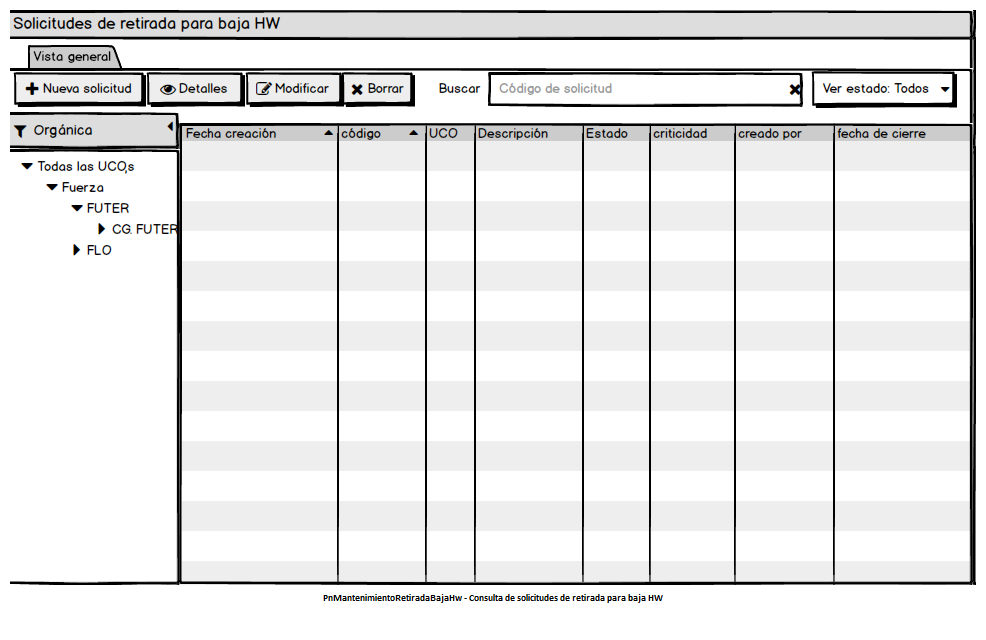 Solicitudes de retirada para baja HW
Vista general
Nueva solicitud Detalles Modificar Borrar Buscar Código de solicitud Ver estado: Todos
Orgánica
Fecha creación código UCO Descripción Estado criticidad creado por fecha de cierre
Todas las UCO,s
Fuerza
FUTER
CG. FUTER
FLO
PnMantenimientoRetiradaBajaHw - Consulta de solicitudes de retirada para baja HW